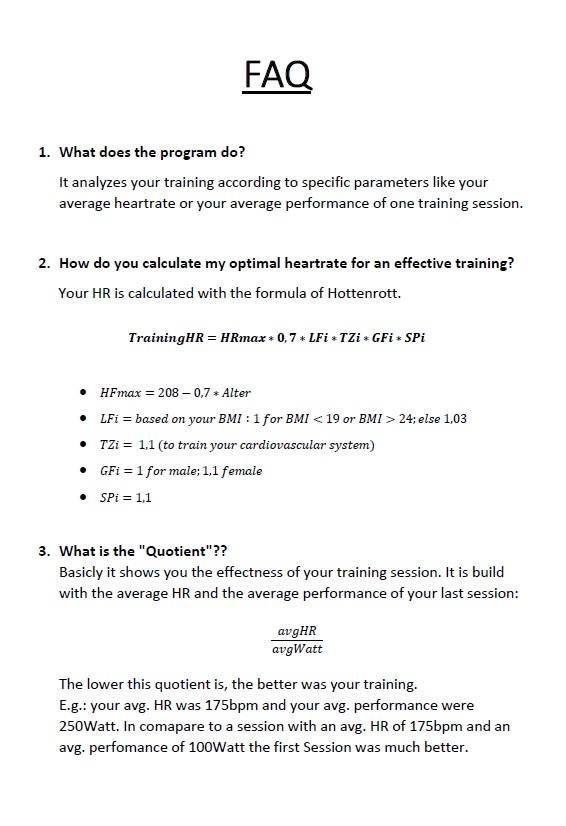 FAQ
1. What does the program do?
It analyzes your training according to specific parameters like your
average heartrate or your average performance of one training session.
2. How do you calculate my optimal heartrate for an effective training?
Your HR is calculated with the formula of Hottenrott.
TrainingHR = HRmax * 0,7 * LFi * TZi * GFi * SPi
• HFmax = 208 − 0,7 * Alter
• LFi = based on your BMI : 1 for BMI < 19 or BMI > 24; else 1,03
• TZi = 1,1 (to train your cardiovascular system)
• GFi = 1 for male; 1,1 female
• SPi = 1,1
3. What is the "Quotient"??
Basicly it shows you the effectness of your training session. It is build
with the average HR and the average performance of your last session:
avgHR
avgWatt
The lower this quotient is, the better was your training.
E.g.: your avg. HR was 175bpm and your avg. performance were
250Watt. In comapare to a session with an avg. HR of 175bpm and an
avg. perfomance of 100Watt the first Session was much better.